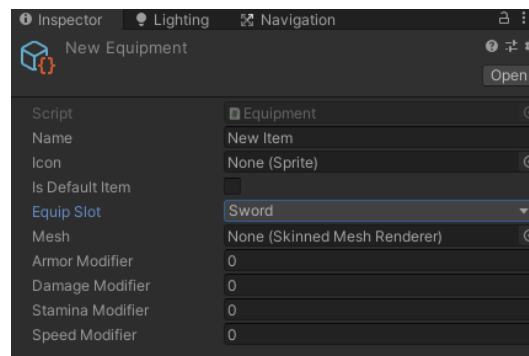 Inspector Lighting Navigation
New Equipment
Open
Script Equipment
Name New Item
Icon None (Sprite)
Is Default Item
Equip Slot Sword
Mesh None (Skinned Mesh Renderer)
Armor Modifier 0
Damage Modifier 0
Stamina Modifier 0
Speed Modifier 0